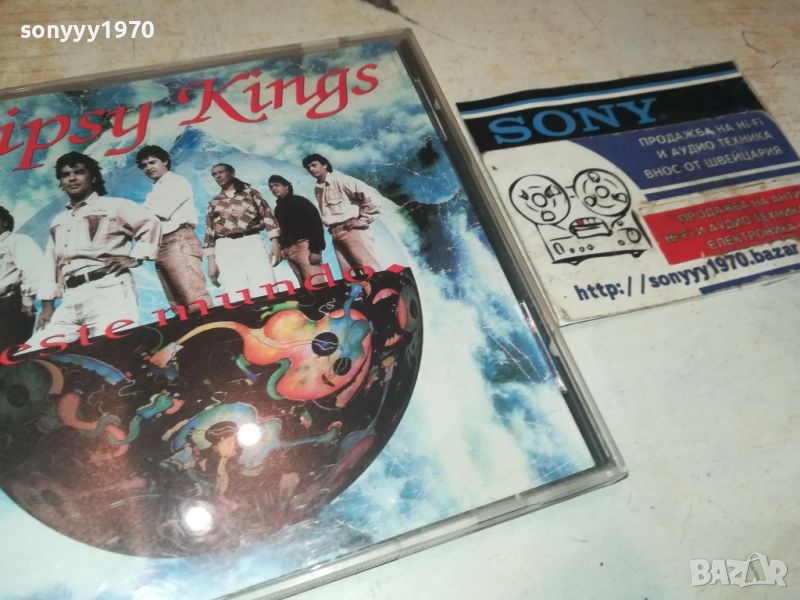 sonyyy1970
ipsy Kings
este mundo
SONY
ПРОДАЖБА НА Hi-Fi
И АУДИО ТЕХНИКА
ВНОС ОТ ШВЕЙЦАРИЯ
ПРОДАЖБА НА АНТИ
Hi-Fi И АУДИО ТЕХНИКА
ЕЛЕКТРОНИКА
http://sonyyy1970.bazar
BAZAR